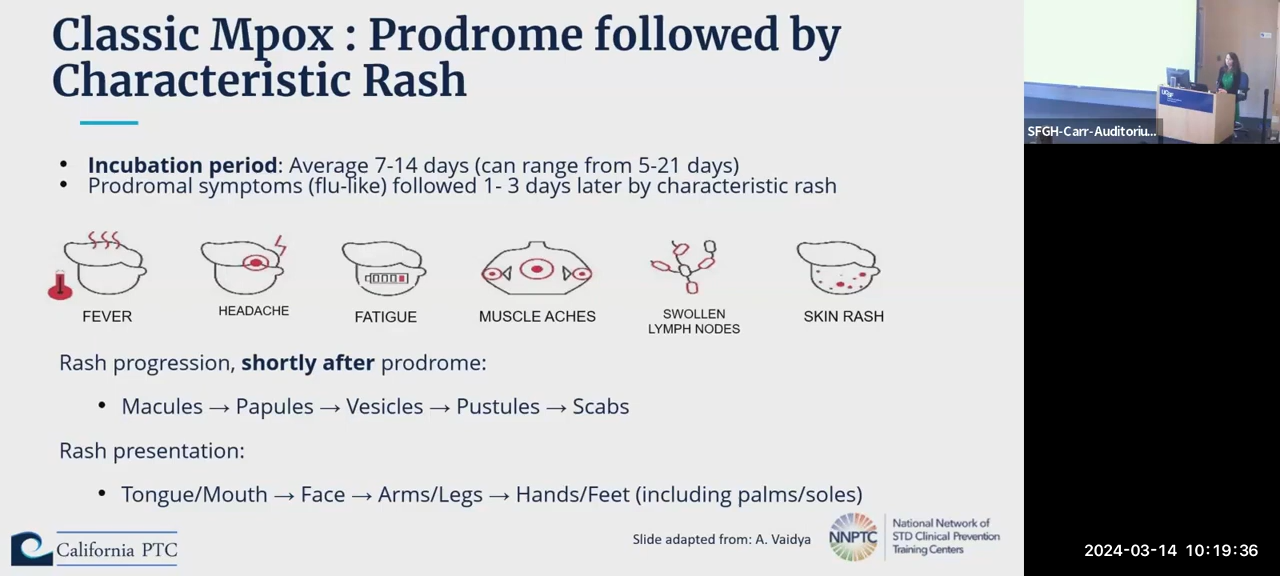 Classic Mpox : Prodrome followed by
Characteristic Rash
• Incubation period: Average 7-14 days (can range from 5-21 days)
• Prodromal symptoms (flu-like) followed 1- 3 days later by characteristic rash
FEVER
HEADACHE
FATIGUE
MUSCLE ACHES
SWOLLEN
LYMPH NODES
SKIN RASH
Rash progression, shortly after prodrome:
• Macules → Papules → Vesicles → Pustules → Scabs
Rash presentation:
• Tongue/Mouth → Face → Arms/Legs → Hands/Feet (including palms/soles)
California PTC
Slide adapted from: A. Vaidya
NNPTC
National Network of
STD Clinical Prevention
Training Centers
UCSF
SFGH-Carr-Auditoriu...
2024-03-14 10:19:36